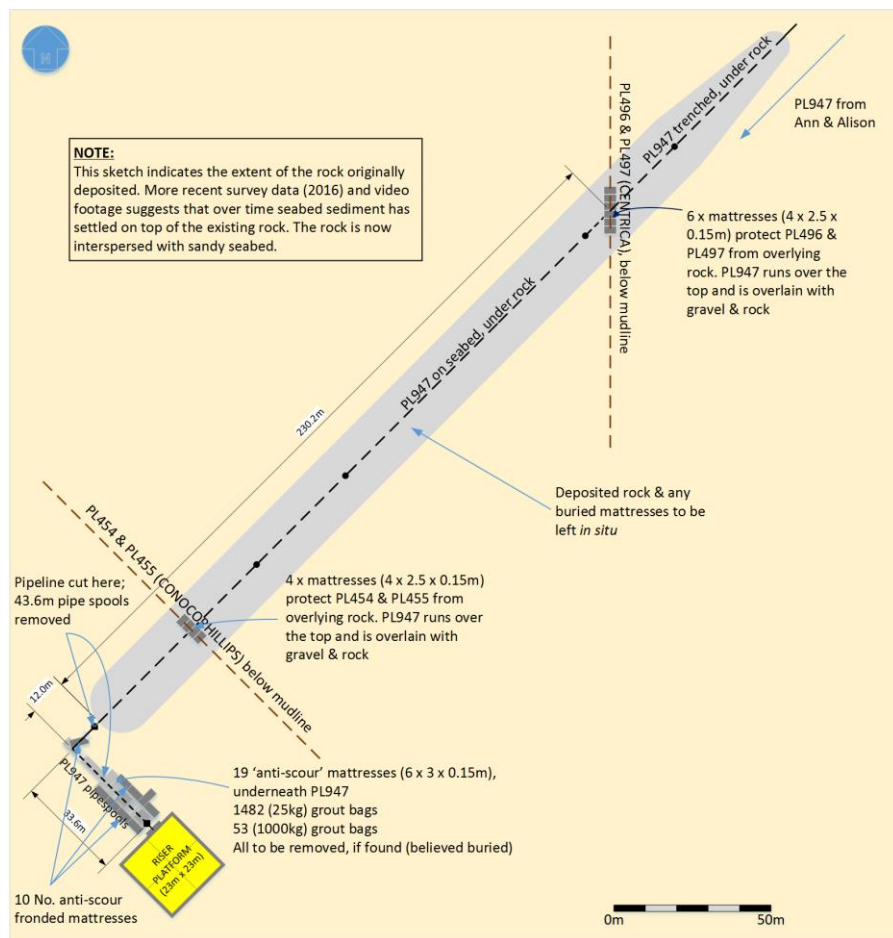 N
PL947 trenched, under rock
PL496 & PL497 (CENTRICA), below mudline
PL947 from
Ann & Alison
NOTE:
This sketch indicates the extent of the rock originally
deposited. More recent survey data (2016) and video
footage suggests that over time seabed sediment has
settled on top of the existing rock. The rock is now
interspersed with sandy seabed.
6 x mattresses (4 x 2.5 x
0.15m) protect PL496 &
PL497 from overlying
rock. PL947 runs over the
top and is overlain with
gravel & rock
PL947 on seabed, under rock
230.2m
Deposited rock & any
buried mattresses to be
left in situ
PL454 & PL455 (CONOCOPHILLIPS) below mudline
Pipeline cut here;
43.6m pipe spools
removed
4 x mattresses (4 x 2.5 x 0.15m)
protect PL454 & PL455 from
overlying rock. PL947 runs over
the top and is overlain with
gravel & rock
12.0m
PL947 pipespools
33.6m
19 ‘anti-scour’ mattresses (6 x 3 x 0.15m),
underneath PL947
1482 (25kg) grout bags
53 (1000kg) grout bags
All to be removed, if found (believed buried)
RISER
PLATFORM
(23m x 23m)
10 No. anti-scour
fronded mattresses
0m
50m